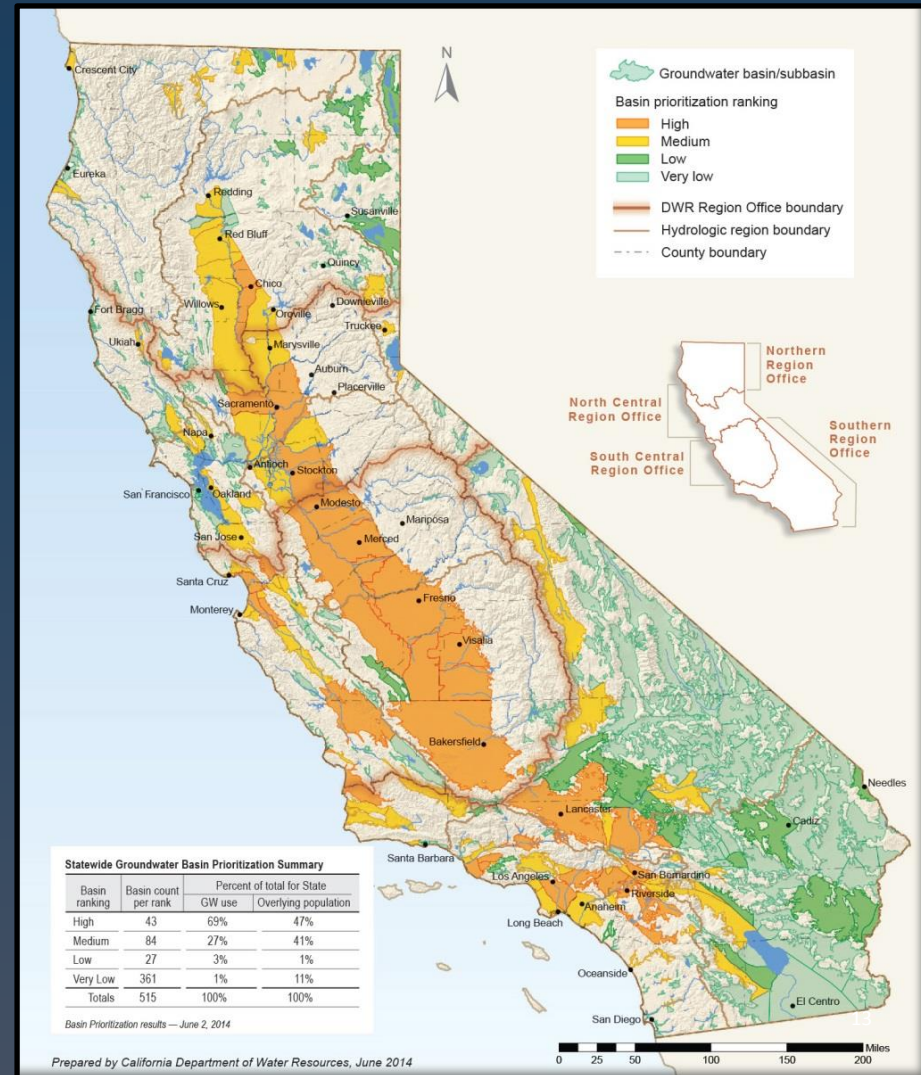 N
Groundwater basin/subbasin
Basin prioritization ranking
High
Medium
Low
Very low
DWR Region Office boundary
Hydrologic region boundary
County boundary
Crescent City
Eureka
Redding
Susanville
Red Bluff
Quincy
Chico
Willows
Oroville
Downieville
Fort Bragg
Truckee
Ukiah
Marysville
Auburn
Placerville
Sacramento
Napa
Antioch
Stockton
San Francisco
Oakland
Modesto
Mariposa
San Jose
Merced
Santa Cruz
Fresno
Monterey
Visalia
Bakersfield
Needles
Lancaster
Cadiz
Santa Barbara
Los Angeles
San Bernardino
Riverside
Anaheim
Long Beach
Oceanside
El Centro
San Diego
Northern
Region
Office
North Central
Region Office
Southern
Region
Office
South Central
Region Office
Statewide Groundwater Basin Prioritization Summary
Basin ranking Basin count per rank Percent of total for State
GW use Overlying population
High 43 69% 47%
Medium 84 27% 41%
Low 27 3% 1%
Very Low 361 1% 11%
Totals 515 100% 100%
Basin Prioritization results — June 2, 2014
13
Miles
0 25 50 100 150 200
Prepared by California Department of Water Resources, June 2014